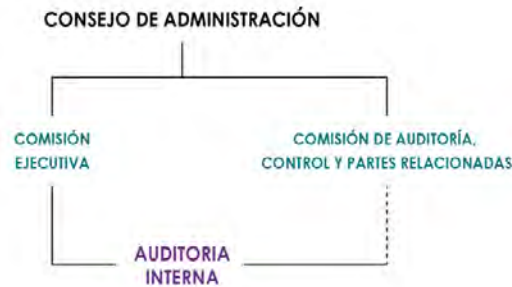 CONSEJO DE ADMINISTRACIÓN
COMISIÓN
EJECUTIVA
COMISIÓN DE AUDITORÍA,
CONTROL Y PARTES RELACIONADAS
AUDITORIA
INTERNA